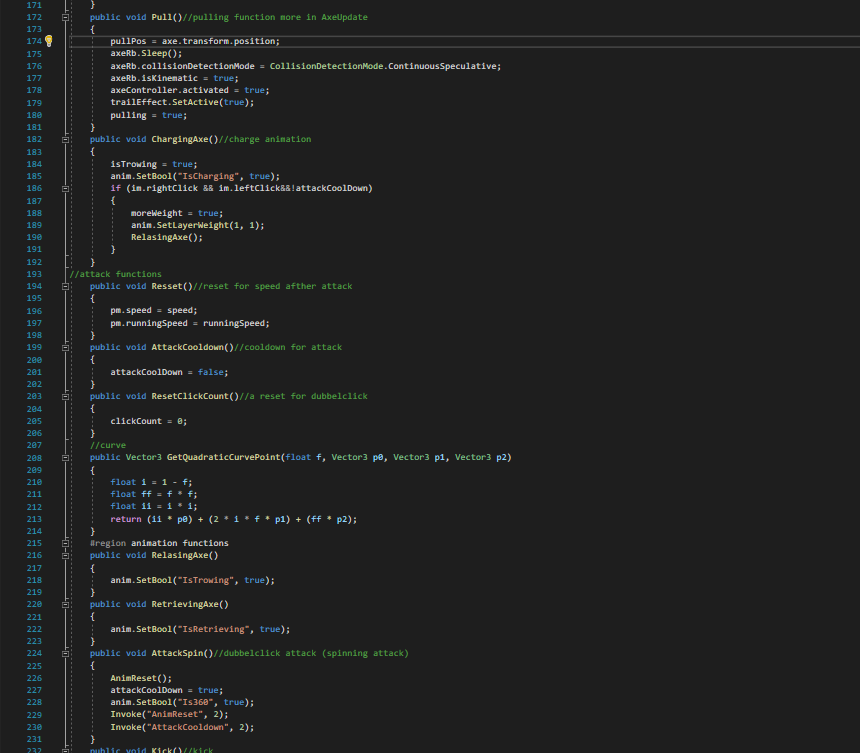 171 }
172 public void Pull()//pulling function more in AxeUpdate
173 {
174 pullPos = axe.transform.position;
175 axeRb.Sleep();
176 axeRb.collisionDetectionMode = CollisionDetectionMode.ContinuousSpeculative;
177 axeRb.isKinematic = true;
178 axeController.activated = true;
179 trailEffect.SetActive(true);
180 pulling = true;
181 }
182 public void ChargingAxe()//charge animation
183 {
184 isTrowing = true;
185 anim.SetBool("IsCharging", true);
186 if (im.rightClick && im.leftClick&&!attackCoolDown)
187 {
188 moreWeight = true;
189 anim.SetLayerWeight(1, 1);
190 RelasingAxe();
191 }
192 }
193 //attack functions
194 public void Resset()//reset for speed afther attack
195 {
196 pm.speed = speed;
197 pm.runningSpeed = runningSpeed;
198 }
199 public void AttackCooldown()//cooldown for attack
200 {
201 attackCoolDown = false;
202 }
203 public void ResetClickCount()//a reset for dubbelclick
204 {
205 clickCount = 0;
206 }
207 //curve
208 public Vector3 GetQuadraticCurvePoint(float f, Vector3 p0, Vector3 p1, Vector3 p2)
209 {
210 float i = 1 - f;
211 float ff = f * f;
212 float ii = i * i;
213 return (ii * p0) + (2 * i * f * p1) + (ff * p2);
214 }
215 #region animation functions
216 public void RelasingAxe()
217 {
218 anim.SetBool("IsTrowing", true);
219 }
220 public void RetrievingAxe()
221 {
222 anim.SetBool("IsRetrieving", true);
223 }
224 public void AttackSpin()//dubbelclick attack (spinning attack)
225 {
226 AnimReset();
227 attackCoolDown = true;
228 anim.SetBool("Is360", true);
229 Invoke("AnimReset", 2);
230 Invoke("AttackCooldown", 2);
231 }
232 public void Kick()//kick